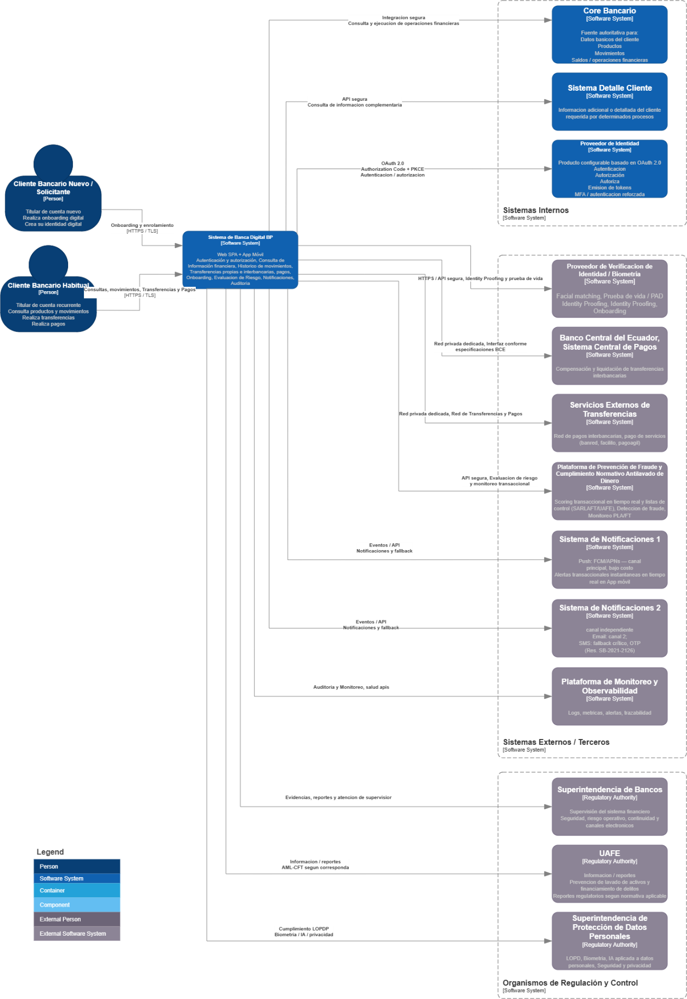 Integracion segura
Consulta y ejecucion de operaciones financieras
Core Bancario
[Software System]
Fuente autoritativa para:
Datos basicos del cliente
Productos
Movimientos
Saldos / operaciones financieras
API segura
Consulta de informacion complementaria
Sistema Detalle Cliente
[Software System]
Informacion adicional o detallada del cliente
requerida por determinados procesos
OAuth 2.0
Authorization Code + PKCE
Autenticacion / autorizacion
Proveedor de Identidad
[Software System]
Producto configurable basado en OAuth 2.0
Autenticacion
Autorización
Autoriza
Emision de tokens
MFA / autenticacion reforzada
Sistemas Internos
[Software System]
Cliente Bancario Nuevo /
Solicitante
[Person]
Titular de cuenta nuevo
Realiza onboarding digital
Crea su identidad digital
Onboarding y enrolamiento
[HTTPS / TLS]
Cliente Bancario Habitual
[Person]
Titular de cuenta recurrente
Consulta productos y movimientos
Realiza transferencias
Realiza pagos
Consultas, movimientos, Transferencias y Pagos
[HTTPS / TLS]
Sistema de Banca Digital BP
[Software System]
Web SPA + App Móvil
Autenticación y autorización, Consulta de
Información financiera, Historico de movimientos,
Transferencias propias e interbancarias, pagos,
Onboarding, Evaluacion de Riesgo, Notificaciones,
Auditoria
HTTPS / API segura, Identity Proofing y prueba de vida
Proveedor de Verificacion de
Identidad / Biometria
[Software System]
Facial matching, Prueba de vida / PAD
Identity Proofing, Identity Proofing,
Onboarding
Red privada dedicada, Interfaz conforme
especificaciones BCE
Banco Central del Ecuador,
Sistema Central de Pagos
[Software System]
Compensación y liquidación de transferencias
interbancarias
Red privada dedicada, Red de Transferencias y Pagos
Servicios Externos de
Transferencias
[Software System]
Red de pagos interbancarias, pago de servicios
(banred, facilito, pagoagil)
API segura, Evaluacion de riesgo
y monitoreo transaccional
Plataforma de Prevención de Fraude y
Cumplimiento Normativo Antilavado de
Dinero
[Software System]
Scoring transaccional en tiempo real y listas de
control (SARLAFT/UAFE), Deteccion de fraude,
Monitoreo PLA/FT
Eventos / API
Notificaciones y fallback
Sistema de Notificaciones 1
[Software System]
Push: FCM/APNs — canal
principal, bajo costo
Alertas transaccionales instantaneas en tiempo
real en App móvil
Eventos / API
Notificaciones y fallback
Sistema de Notificaciones 2
[Software System]
canal independiente
Email: canal 2;
SMS: fallback crítico, OTP
(Res. SB-2021-2126)
Auditoria y Monitoreo, salud apis
Plataforma de Monitoreo y
Observabilidad
[Software System]
Logs, metricas, alertas, trazabilidad
Sistemas Externos / Terceros
[Software System]
Evidencias, reportes y atencion de supervisior
Superintendencia de Bancos
[Regulatory Authority]
Supervisión del sistema financiero
Seguridad, riesgo operativo, continuidad y
canales electronicos
Informacion / reportes
AML-CFT segun corresponda
UAFE
[Regulatory Authority]
Informacion / reportes
Prevencion de lavado de activos y
financiamiento de delitos
Reportes regulatorios segun normativa aplicable
Cumplimiento LOPDP
Biometria / IA / privacidad
Superintendencia de
Protección de Datos
Personales
[Regulatory Authority]
LOPD, Biometria, IA aplicada a datos
personales, Seguridad y privacidad
Organismos de Regulación y Control
[Software System]
Legend
Person
Software System
Container
Component
External Person
External Software System